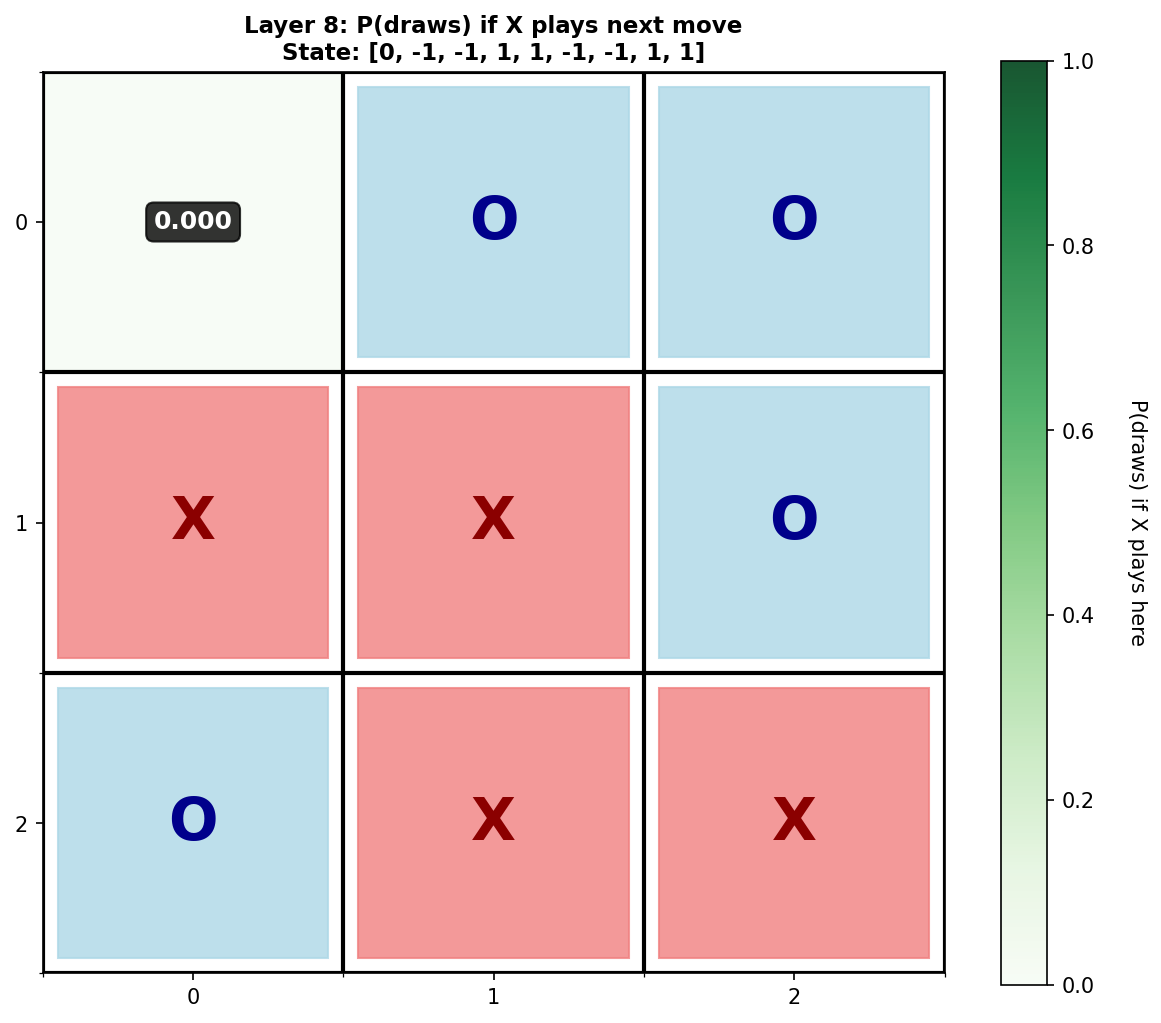 Layer 8: P(draws) if X plays next move
State: [0, -1, -1, 1, 1, -1, -1, 1, 1]
0
0.000
O
O
1
X
X
O
2
O
X
X
0
1
2
1.0
0.8
0.6
0.4
0.2
0.0
P(draws) if X plays here